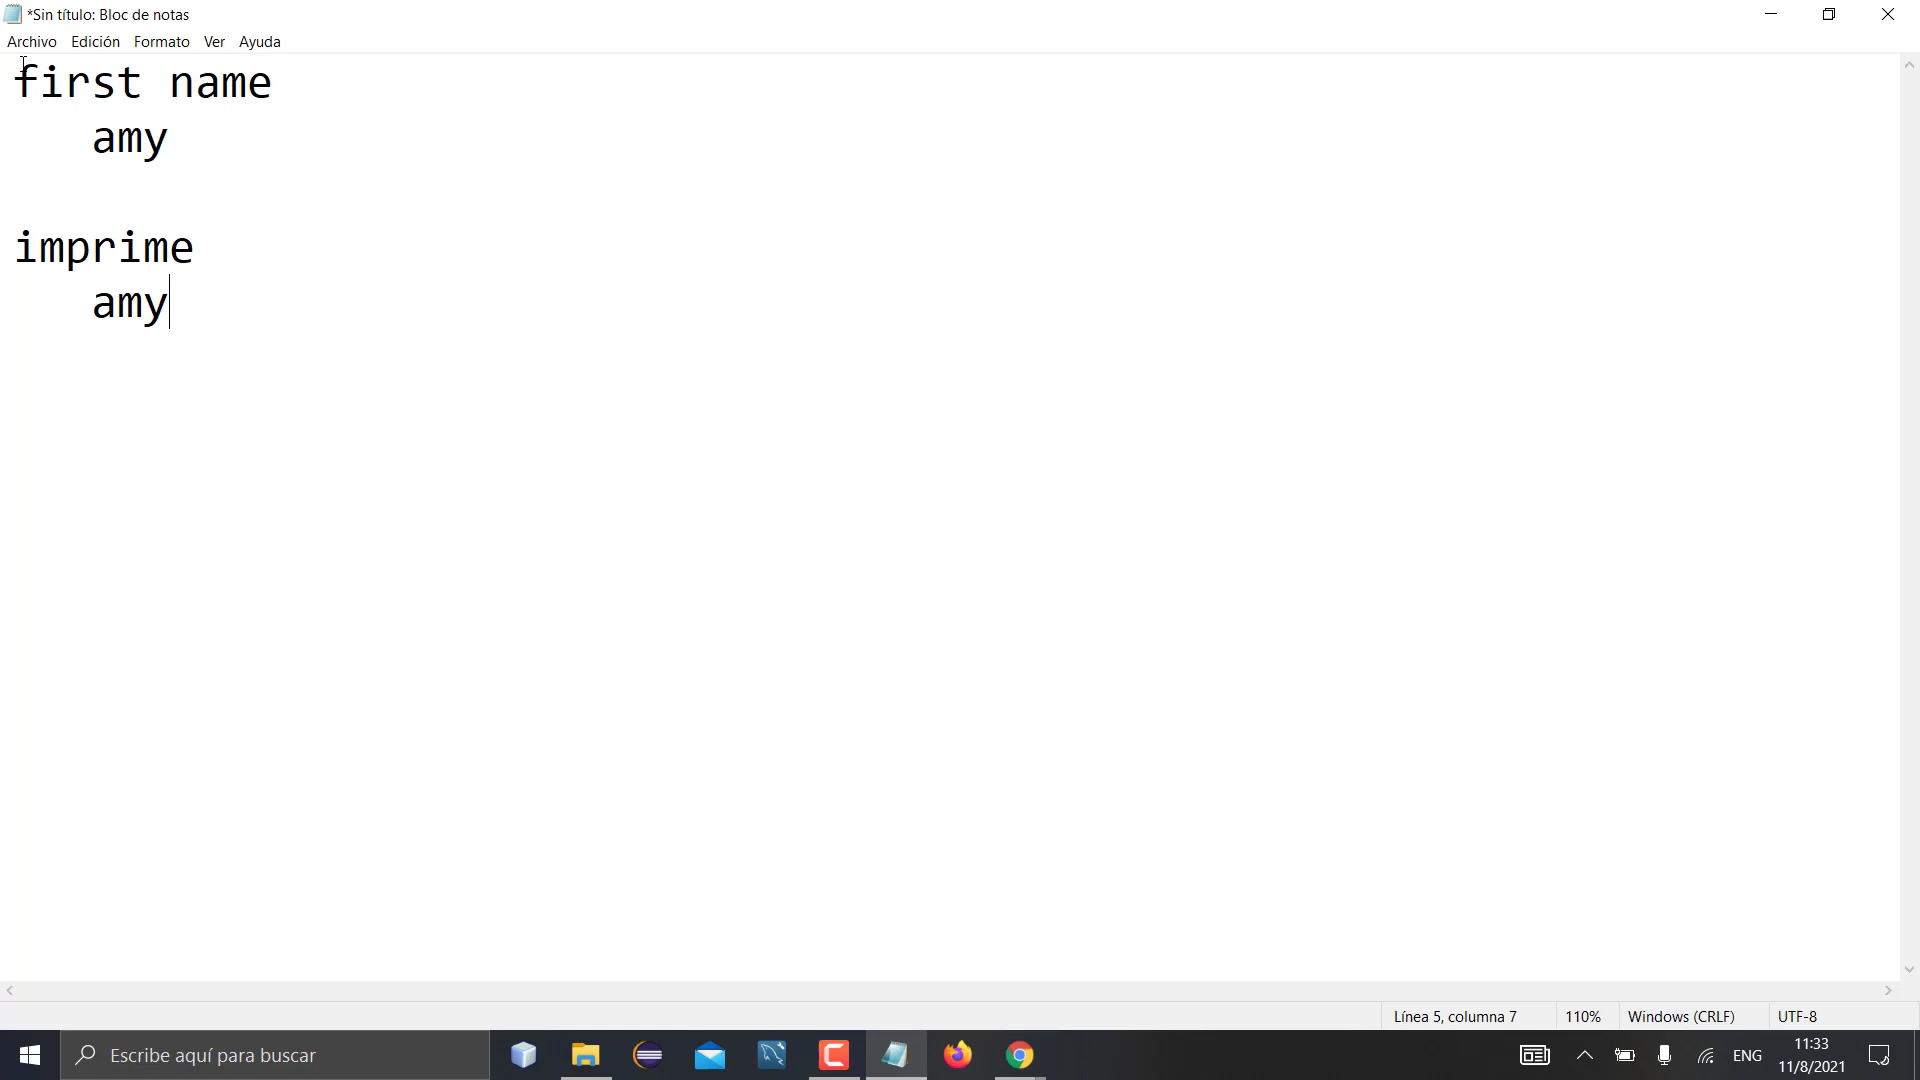 *Sin título: Bloc de notas
Archivo Edición Formato Ver Ayuda
first name
amy
imprime
amy
Línea 5, columna 7 110% Windows (CRLF) UTF-8
Escribe aquí para buscar
ENG
11:33
11/8/2021